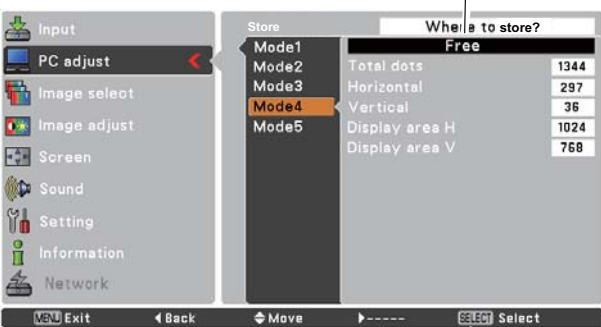 Input
PC adjust
Image select
Image adjust
Screen
Sound
Setting
Information
Network
Store
Where to store?
Mode1
Mode2
Mode3
Mode4
Mode5
Free
Total dots 1344
Horizontal 297
Vertical 36
Display area H 1024
Display area V 768
MENU Exit
Back
Move
-----
SELECT Select